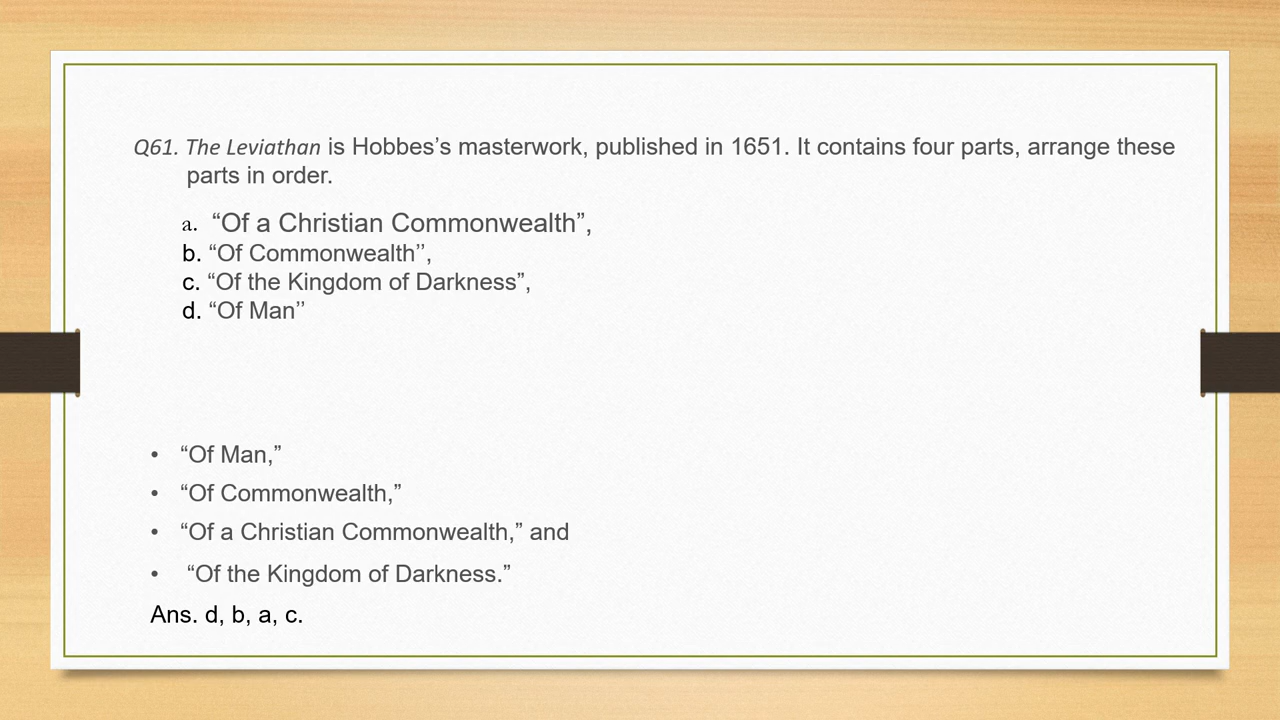 Q61. The Leviathan is Hobbes’s masterwork, published in 1651. It contains four parts, arrange these
parts in order.
a. “Of a Christian Commonwealth”,
b. “Of Commonwealth’’,
c. “Of the Kingdom of Darkness”,
d. “Of Man’’
• “Of Man,”
• “Of Commonwealth,”
• “Of a Christian Commonwealth,” and
• “Of the Kingdom of Darkness.”
Ans. d, b, a, c.